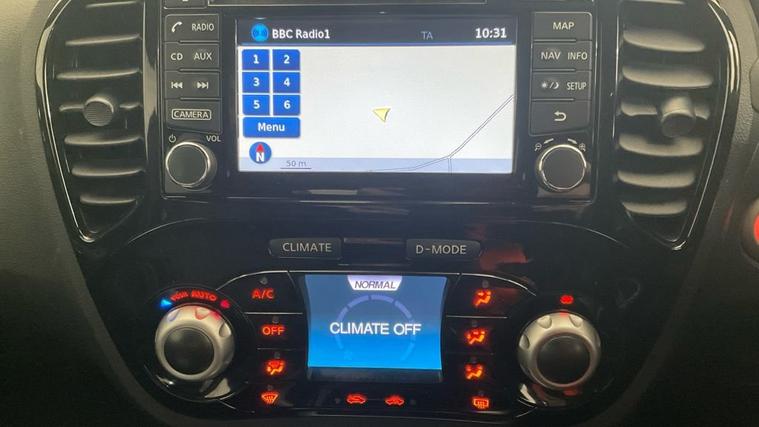 RADIO
BBC Radio1 TA 10:31
MAP
CD AUX
1 2
NAV INFO
3 4
SETUP
CAMERA
5 6
Menu
VOL
N
50 m
CLIMATE
D-MODE
NORMAL
AUTO
A/C
OFF
CLIMATE OFF